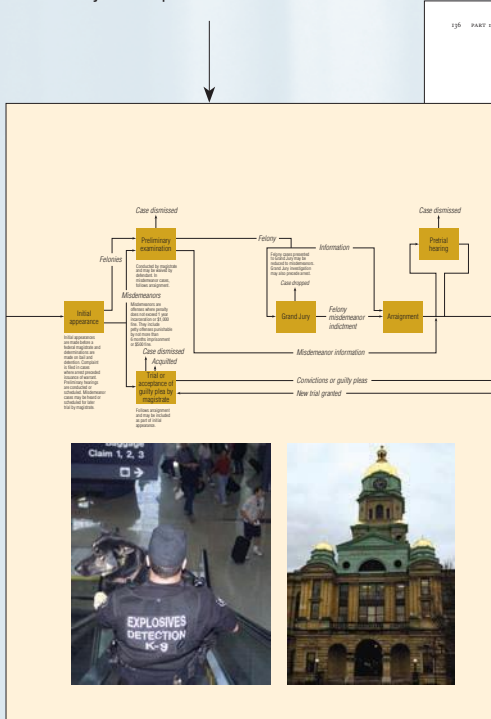 136 PART
Case dismissed
Preliminary
examination
Conducted by magistrate
and may be waived by
defendant. In
misdemeanor cases,
follows arraignment.
Felonies
Misdemeanors
Misdemeanors are
offenses where penalty
does not exceed 1 year
incarceration or $1,000
fine. They include
petty offenses punishable
by not more than
6 months imprisonment
or $500 fine.
Initial
appearance
Initial appearances
are made before a
federal magistrate and
determinations are
made on bail and
detention. Complaint
is filed in cases
where arrest preceded
issuance of warrant.
Preliminary hearings
are conducted or
scheduled. Misdemeanor
cases may be heard or
scheduled for later
trial by magistrate.
Case dismissed
Acquitted
Trial or
acceptance of
guilty plea by
magistrate
Follows arraignment
and may be included
as part of initial
appearance.
Felony
Information
Felony cases presented
to Grand Jury may be
reduced to misdemeanors.
Grand Jury investigation
may also precede arrest.
Case dropped
Grand Jury
Felony
misdemeanor
indictment
Arraignment
Case dismissed
Pretrial
hearing
Misdemeanor information
Convictions or guilty pleas
New trial granted
Baggage
Claim 1, 2, 3
EXPLOSIVES
DETECTION
K-9